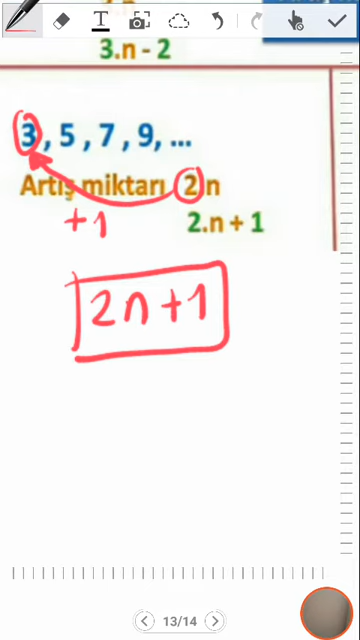 T
3.n - 2
3, 5, 7, 9, ...
Artış miktarı 2n
+1
2.n + 1
2n+1
13/14